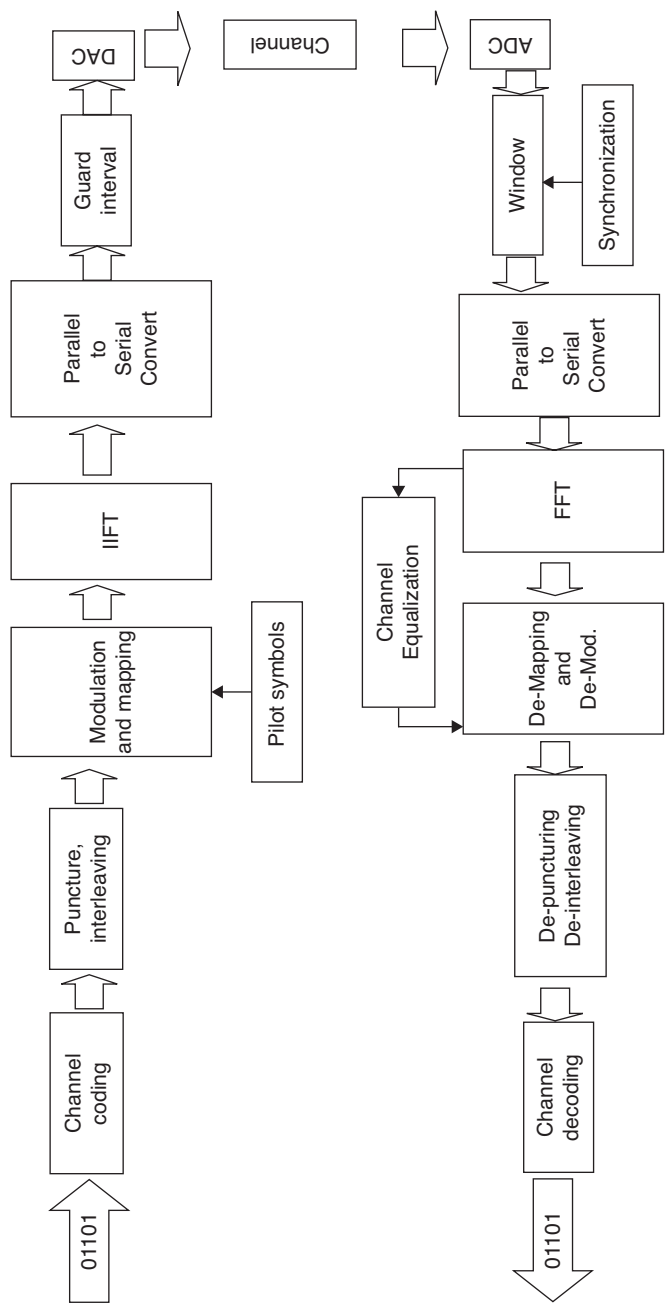 01101
Channel
coding
Puncture,
interleaving
Modulation
and mapping
Pilot symbols
IIFT
Parallel
to
Serial
Convert
Guard
interval
DAC
Channel
ADC
Window
Synchronization
Parallel
to
Serial
Convert
FFT
Channel
Equalization
De-Mapping
and
De-Mod.
De-puncturing
De-interleaving
Channel
decoding
01101